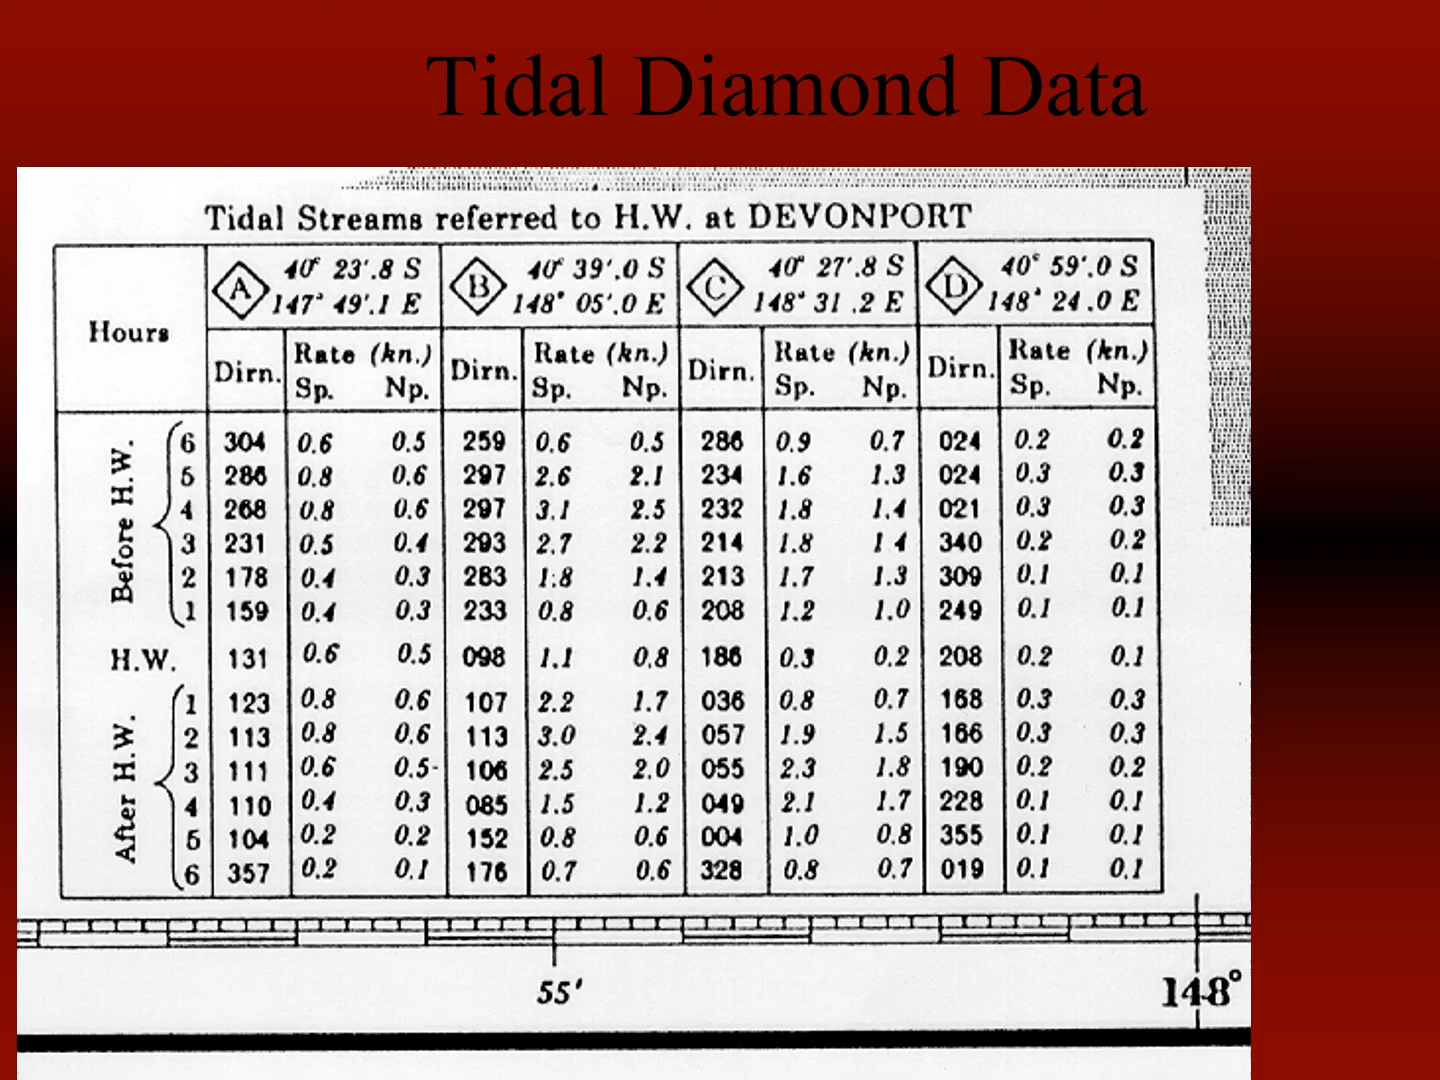 Tidal Diamond Data
Tidal Streams referred to H.W. at DEVONPORT
Hours
A 40° 23'.8 S
147° 49'.1 E
B 40° 39'.0 S
148° 05'.0 E
C 40° 27'.8 S
148° 31 .2 E
D 40° 59'.0 S
148° 24.0 E
Dirn. Rate (kn.) Sp. Np. Dirn. Rate (kn.) Sp. Np. Dirn. Rate (kn.) Sp. Np. Dirn. Rate (kn.) Sp. Np.
Before H.W.
6 304 0.6 0.5 259 0.6 0.5 286 0.9 0.7 024 0.2 0.2
5 286 0.8 0.6 297 2.6 2.1 234 1.6 1.3 024 0.3 0.3
4 268 0.8 0.6 297 3.1 2.5 232 1.8 1.4 021 0.3 0.3
3 231 0.5 0.4 293 2.7 2.2 214 1.8 1 4 340 0.2 0.2
2 178 0.4 0.3 283 1.8 1.4 213 1.7 1.3 309 0.1 0.1
1 159 0.4 0.3 233 0.8 0.6 208 1.2 1.0 249 0.1 0.1
H.W. 131 0.6 0.5 098 1.1 0.8 186 0.3 0.2 208 0.2 0.1
After H.W.
1 123 0.8 0.6 107 2.2 1.7 036 0.8 0.7 168 0.3 0.3
2 113 0.8 0.6 113 3.0 2.4 057 1.9 1.5 186 0.3 0.3
3 111 0.6 0.5 106 2.5 2.0 055 2.3 1.8 190 0.2 0.2
4 110 0.4 0.3 085 1.5 1.2 049 2.1 1.7 228 0.1 0.1
5 104 0.2 0.2 152 0.8 0.6 004 1.0 0.8 355 0.1 0.1
6 357 0.2 0.1 176 0.7 0.6 328 0.8 0.7 019 0.1 0.1
55'
148°